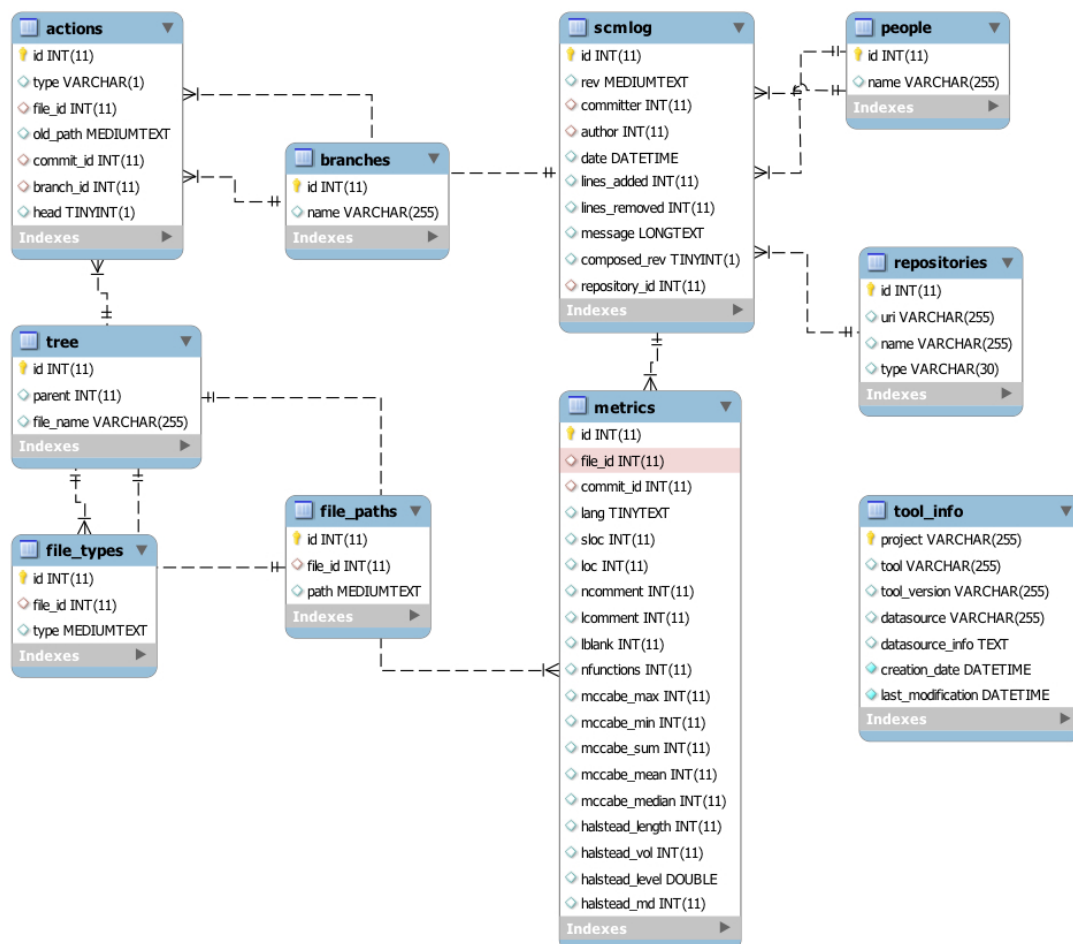 actions
id INT(11)
type VARCHAR(1)
file_id INT(11)
old_path MEDIUMTEXT
commit_id INT(11)
branch_id INT(11)
head TINYINT(1)
Indexes
branches
id INT(11)
name VARCHAR(255)
Indexes
scmlog
id INT(11)
rev MEDIUMTEXT
committer INT(11)
author INT(11)
date DATETIME
lines_added INT(11)
lines_removed INT(11)
message LONGTEXT
composed_rev TINYINT(1)
repository_id INT(11)
Indexes
people
id INT(11)
name VARCHAR(255)
Indexes
repositories
id INT(11)
uri VARCHAR(255)
name VARCHAR(255)
type VARCHAR(30)
Indexes
tree
id INT(11)
parent INT(11)
file_name VARCHAR(255)
Indexes
file_types
id INT(11)
file_id INT(11)
type MEDIUMTEXT
Indexes
file_paths
id INT(11)
file_id INT(11)
path MEDIUMTEXT
Indexes
metrics
id INT(11)
file_id INT(11)
commit_id INT(11)
lang TINYTEXT
sloc INT(11)
loc INT(11)
ncomment INT(11)
lcomment INT(11)
lblank INT(11)
nfunctions INT(11)
mccabe_max INT(11)
mccabe_min INT(11)
mccabe_sum INT(11)
mccabe_mean INT(11)
mccabe_median INT(11)
halstead_length INT(11)
halstead_vol INT(11)
halstead_level DOUBLE
halstead_md INT(11)
Indexes
tool_info
project VARCHAR(255)
tool VARCHAR(255)
tool_version VARCHAR(255)
datasource VARCHAR(255)
datasource_info TEXT
creation_date DATETIME
last_modification DATETIME
Indexes